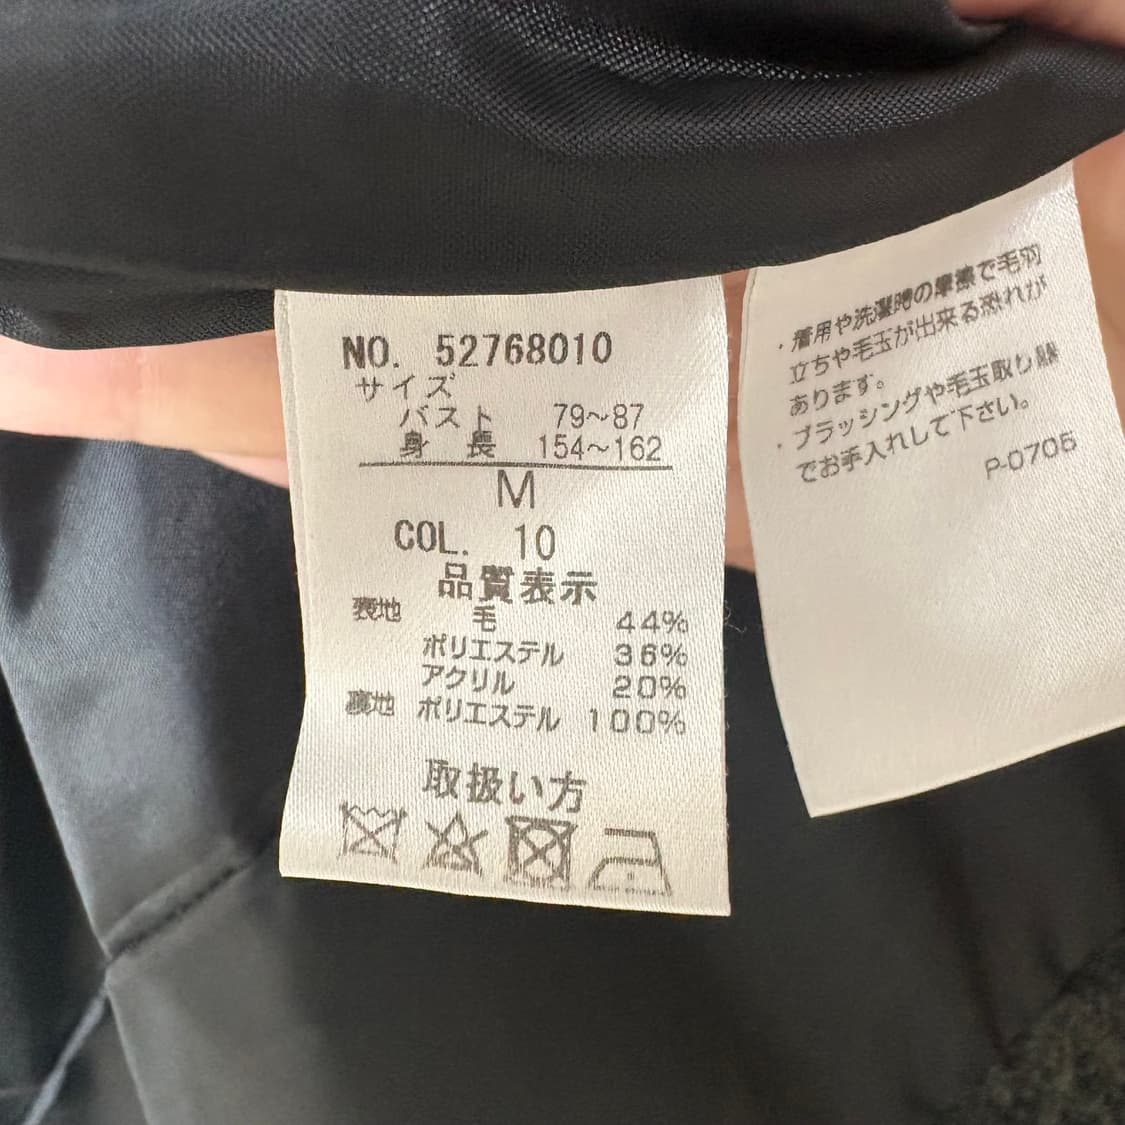 NO. 52768010
サイズ
バスト 79~87
身長 154~162
M
COL. 10
品質表示
表地 毛 44%
ポリエステル 36%
アクリル 20%
裏地 ポリエステル 100%
取扱い方
・着用や洗濯時の摩擦で毛羽
立ちや毛玉が出来る恐れが
あります。
・ブラッシングや毛玉取り器
でお手入れして下さい。
P-0705